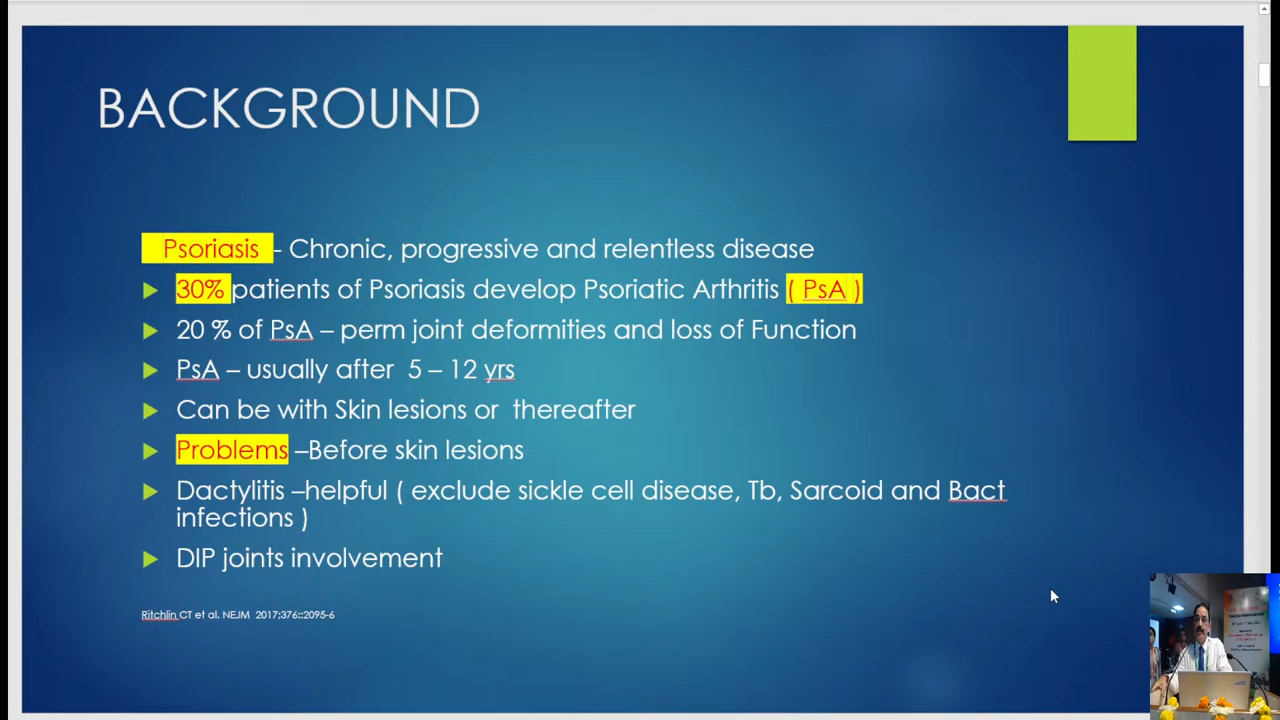 BACKGROUND
Psoriasis - Chronic, progressive and relentless disease
30% patients of Psoriasis develop Psoriatic Arthritis ( PsA )
20 % of PsA – perm joint deformities and loss of Function
PsA – usually after 5 – 12 yrs
Can be with Skin lesions or thereafter
Problems –Before skin lesions
Dactylitis –helpful ( exclude sickle cell disease, Tb, Sarcoid and Bact
infections )
DIP joints involvement
Ritchlin CT et al. NEJM 2017;376::2095-6